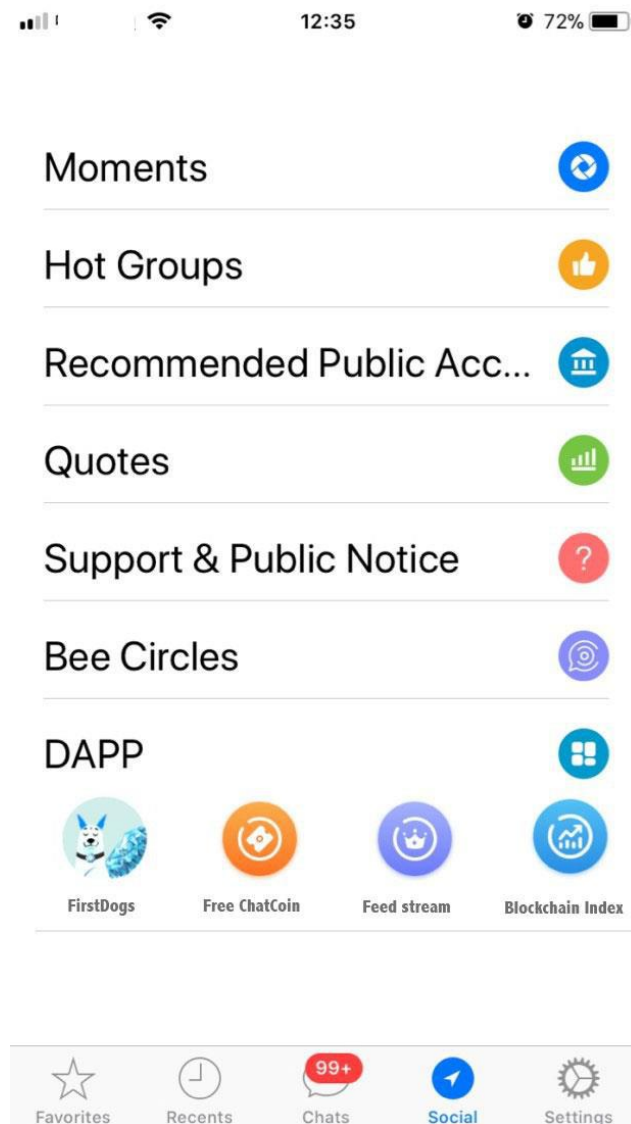 12:35
72%
Moments
Hot Groups
Recommended Public Acc...
Quotes
Support & Public Notice
?
Bee Circles
DAPP
FirstDogs Free ChatCoin Feed stream Blockchain Index
99+
Favorites Recents Chats Social Settings